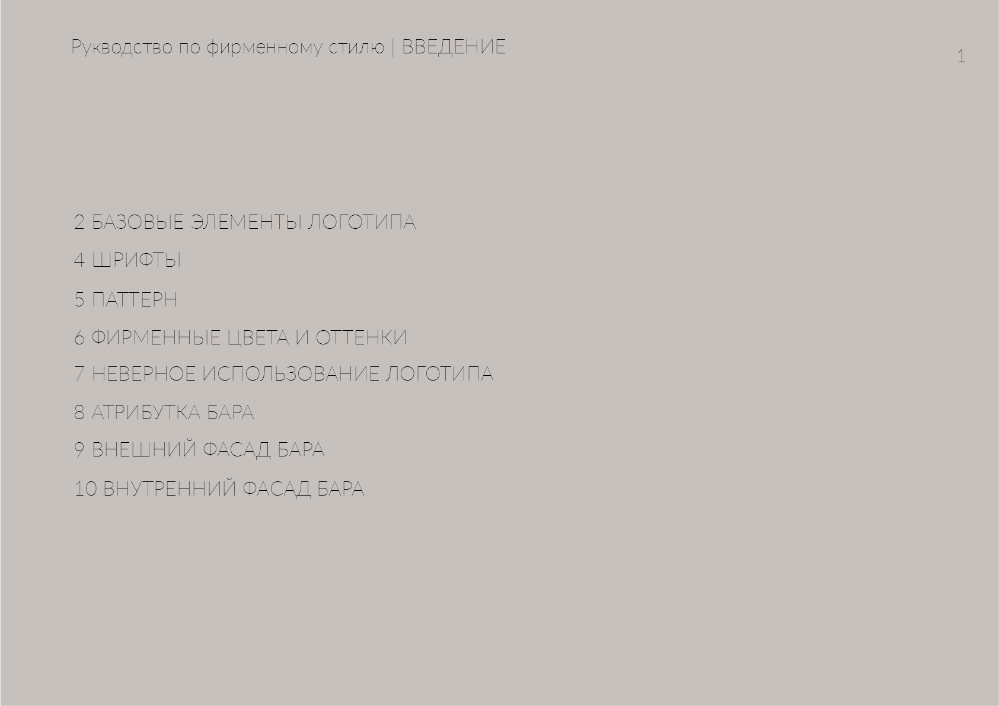 Рукводство по фирменному стилю | ВВЕДЕНИЕ
1
2 БАЗОВЫЕ ЭЛЕМЕНТЫ ЛОГОТИПА
4 ШРИФТЫ
5 ПАТТЕРН
6 ФИРМЕННЫЕ ЦВЕТА И ОТТЕНКИ
7 НЕВЕРНОЕ ИСПОЛЬЗОВАНИЕ ЛОГОТИПА
8 АТРИБУТКА БАРА
9 ВНЕШНИЙ ФАСАД БАРА
10 ВНУТРЕННИЙ ФАСАД БАРА